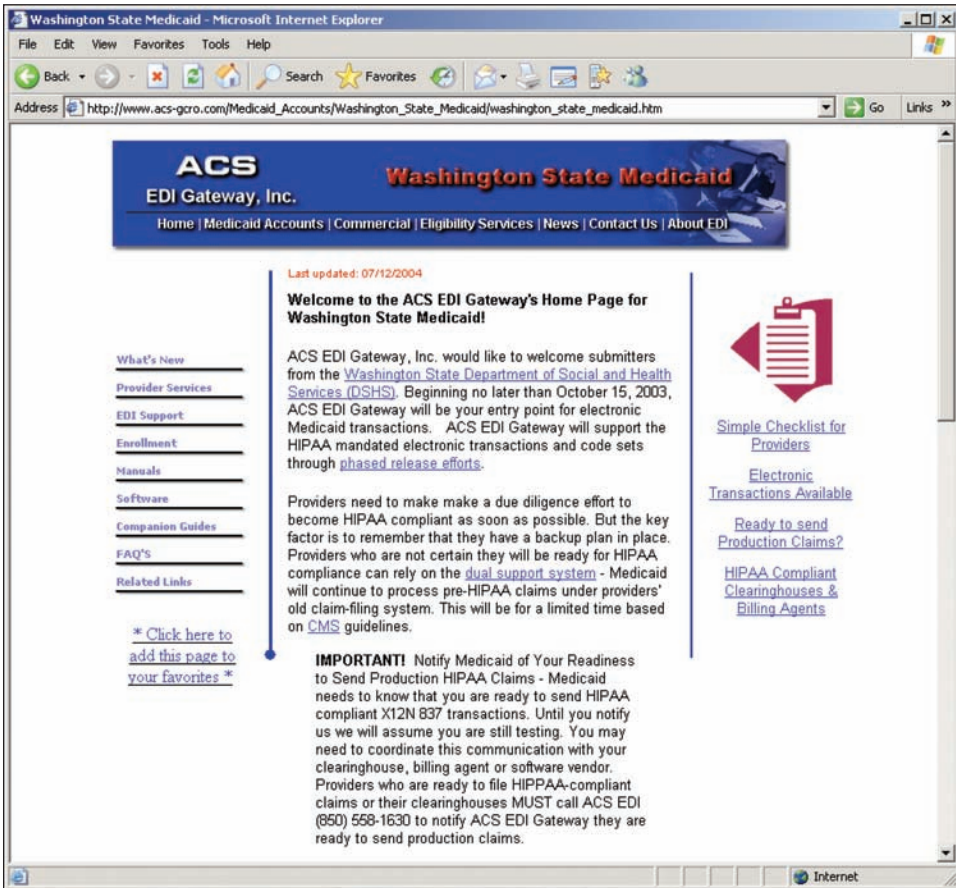 Washington State Medicaid - Microsoft Internet Explorer
File Edit View Favorites Tools Help
Back Search Favorites
Address http://www.acs-gcro.com/Medicaid_Accounts/Washington_State_Medicaid/washington_state_medicaid.htm Go Links »
ACS
EDI Gateway, Inc.
Washington State Medicaid
Home | Medicaid Accounts | Commercial | Eligibility Services | News | Contact Us | About EDI
What's New
Provider Services
EDI Support
Enrollment
Manuals
Software
Companion Guides
FAQ'S
Related Links
* Click here to
add this page to
your favorites *
Last updated: 07/12/2004
Welcome to the ACS EDI Gateway's Home Page for
Washington State Medicaid!
ACS EDI Gateway, Inc. would like to welcome submitters
from the Washington State Department of Social and Health
Services (DSHS). Beginning no later than October 15, 2003,
ACS EDI Gateway will be your entry point for electronic
Medicaid transactions. ACS EDI Gateway will support the
HIPAA mandated electronic transactions and code sets
through phased release efforts.
Providers need to make make a due diligence effort to
become HIPAA compliant as soon as possible. But the key
factor is to remember that they have a backup plan in place.
Providers who are not certain they will be ready for HIPAA
compliance can rely on the dual support system - Medicaid
will continue to process pre-HIPAA claims under providers'
old claim-filing system. This will be for a limited time based
on CMS guidelines.
IMPORTANT! Notify Medicaid of Your Readiness
to Send Production HIPAA Claims - Medicaid
needs to know that you are ready to send HIPAA
compliant X12N 837 transactions. Until you notify
us we will assume you are still testing. You may
need to coordinate this communication with your
clearinghouse, billing agent or software vendor.
Providers who are ready to file HIPPAA-compliant
claims or their clearinghouses MUST call ACS EDI
(850) 558-1630 to notify ACS EDI Gateway they are
ready to send production claims.
Simple Checklist for
Providers
Electronic
Transactions Available
Ready to send
Production Claims?
HIPAA Compliant
Clearinghouses &
Billing Agents
Internet